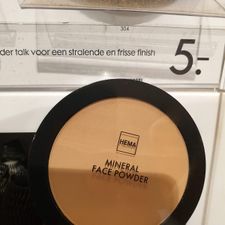 304
der talk voor een stralende en frisse finish
5.-
HEMA
MINERAL
FACE POWDER